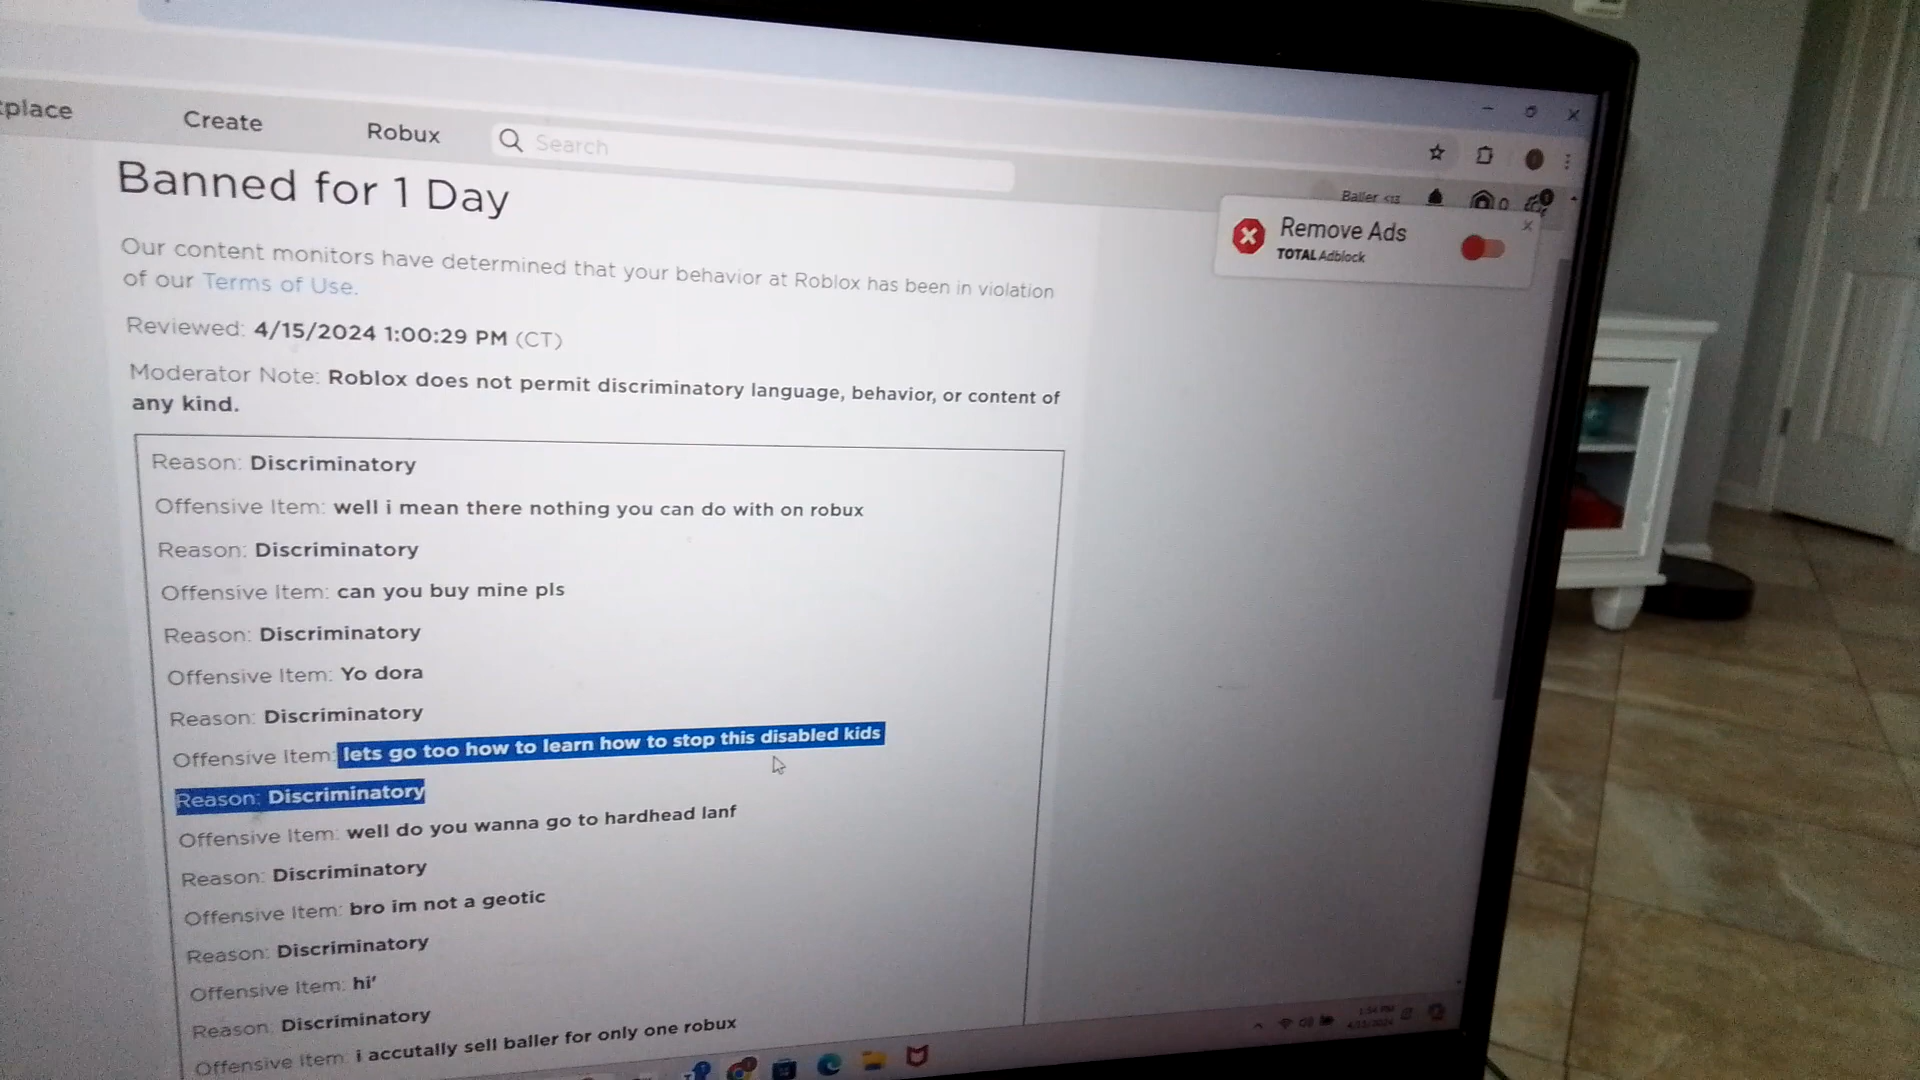 place Create Robux Search
Banned for 1 Day
Baller <13
0
Remove Ads
TOTAL Adblock
Our content monitors have determined that your behavior at Roblox has been in violation
of our Terms of Use.
Reviewed: 4/15/2024 1:00:29 PM (CT)
Moderator Note: Roblox does not permit discriminatory language, behavior, or content of
any kind.
Reason: Discriminatory
Offensive Item: well i mean there nothing you can do with on robux
Reason: Discriminatory
Offensive Item: can you buy mine pls
Reason: Discriminatory
Offensive Item: Yo dora
Reason: Discriminatory
Offensive Item: lets go too how to learn how to stop this disabled kids
Reason: Discriminatory
Offensive Item: well do you wanna go to hardhead lanf
Reason: Discriminatory
Offensive Item: bro im not a geotic
Reason: Discriminatory
Offensive Item: hi'
Reason: Discriminatory
Offensive Item: i accutally sell baller for only one robux